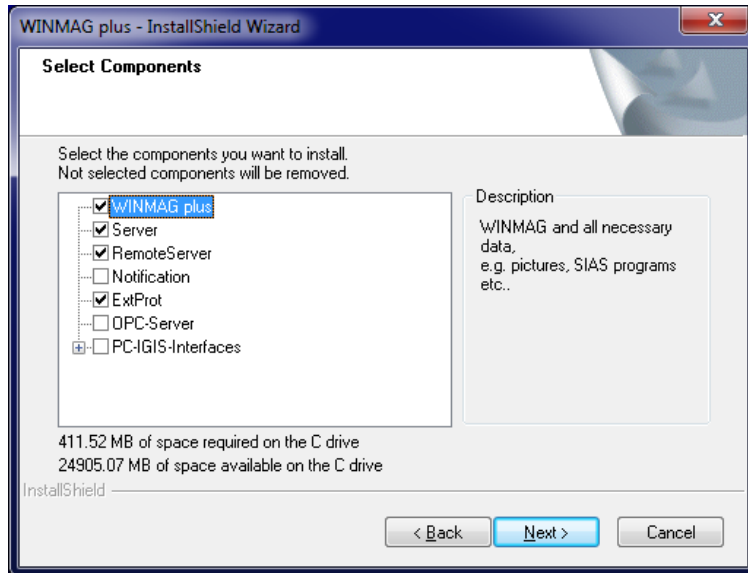 WINMAG plus - InstallShield Wizard
Select Components
Select the components you want to install.
Not selected components will be removed.
WINMAG plus
Server
RemoteServer
Notification
ExtProt
OPC-Server
PC-IGIS-Interfaces
Description
WINMAG and all necessary
data,
e.g. pictures, SIAS programs
etc..
411.52 MB of space required on the C drive
24905.07 MB of space available on the C drive
InstallShield
< Back
Next >
Cancel